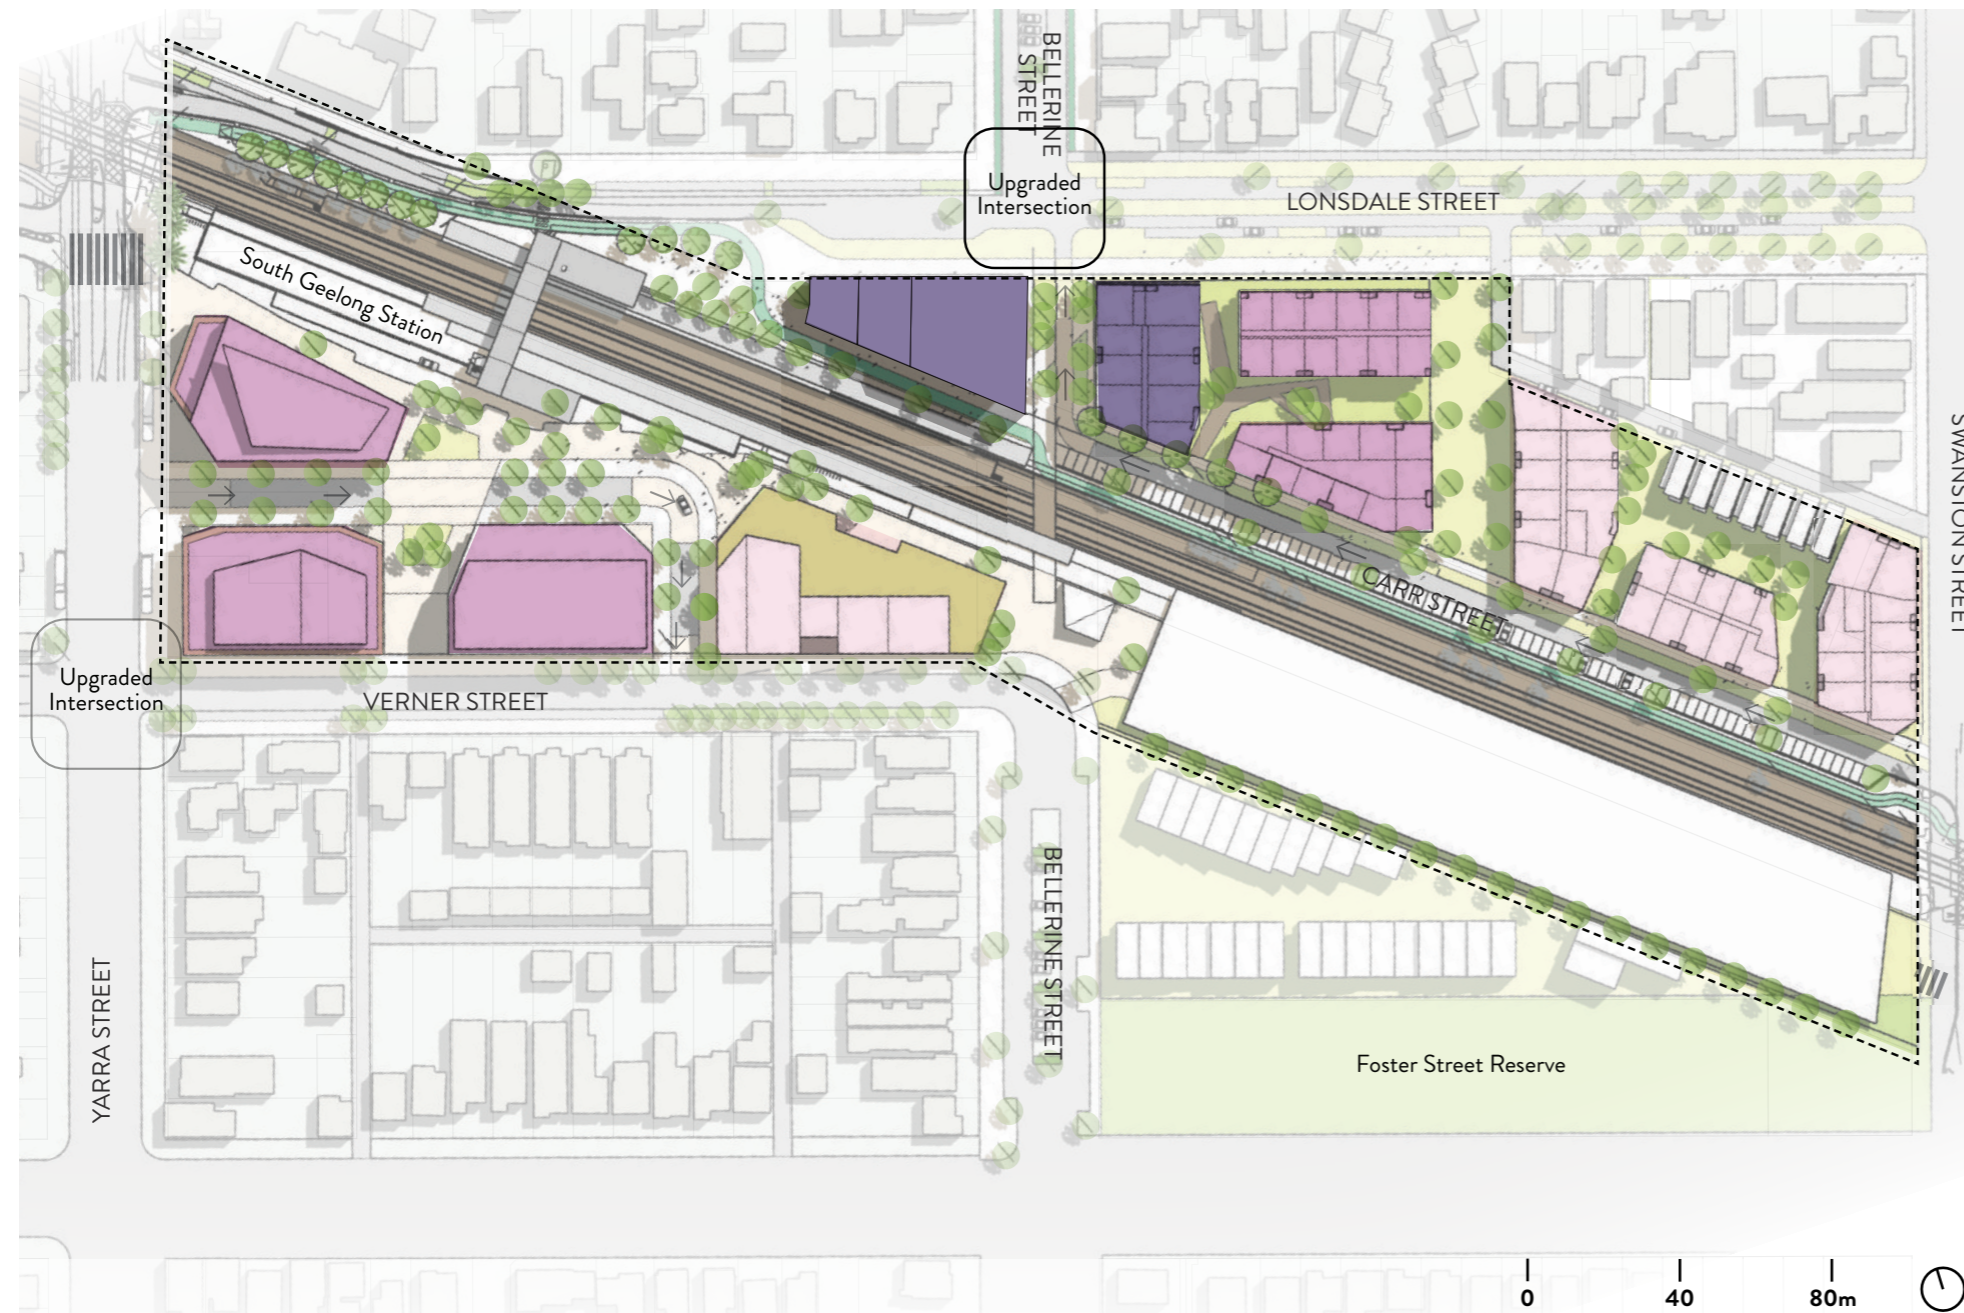 BELLERINE
STREET
Upgraded
Intersection
LONSDALE STREET
South Geelong Station
SWANSTON STREET
CARR STREET
Upgraded
Intersection
VERNER STREET
BELLERINE STREET
YARRA STREET
Foster Street Reserve
0 40 80m